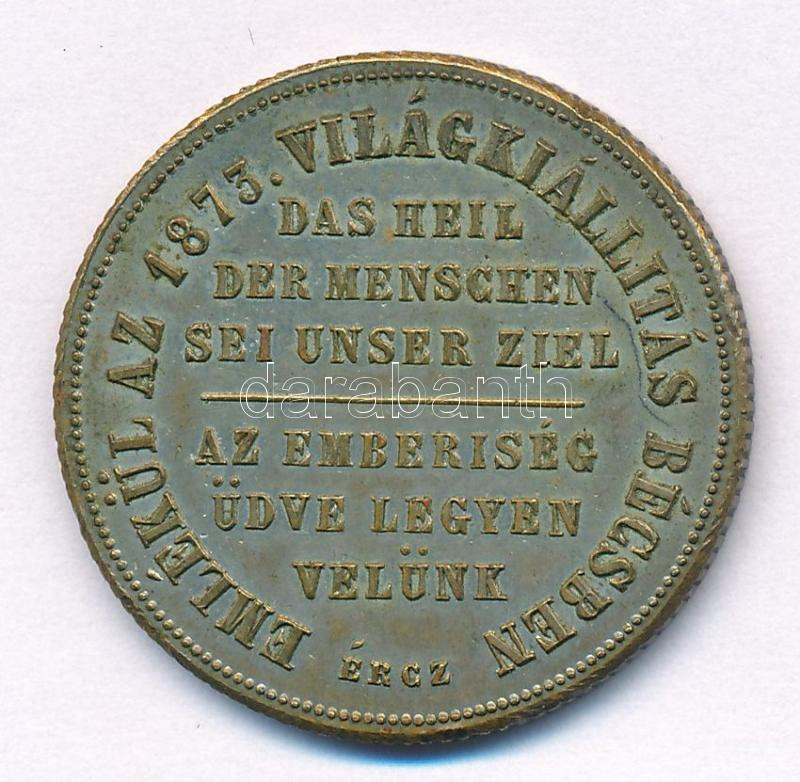 EMLÉKÜL AZ 1873. VILÁGKIÁLLITÁS BÉCSBEN
DAS HEIL
DER MENSCHEN
SEI UNSER ZIEL
darabanth
AZ EMBERISÉG
ÜDVE LEGYEN
VELÜNK
ÉRCZ